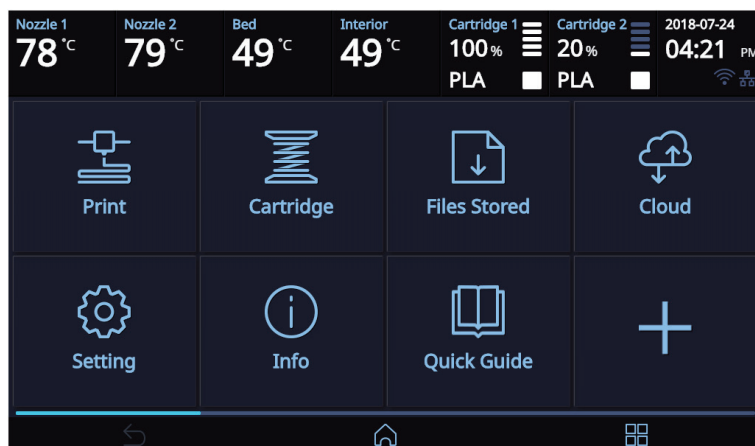 Nozzle 1 Nozzle 2 Bed Interior Cartridge 1 Cartridge 2 2018-07-24
78 °C 79 °C 49 °C 49 °C 100 % 20 % 04:21 PM
PLA PLA
Print Cartridge Files Stored Cloud
Setting Info Quick Guide